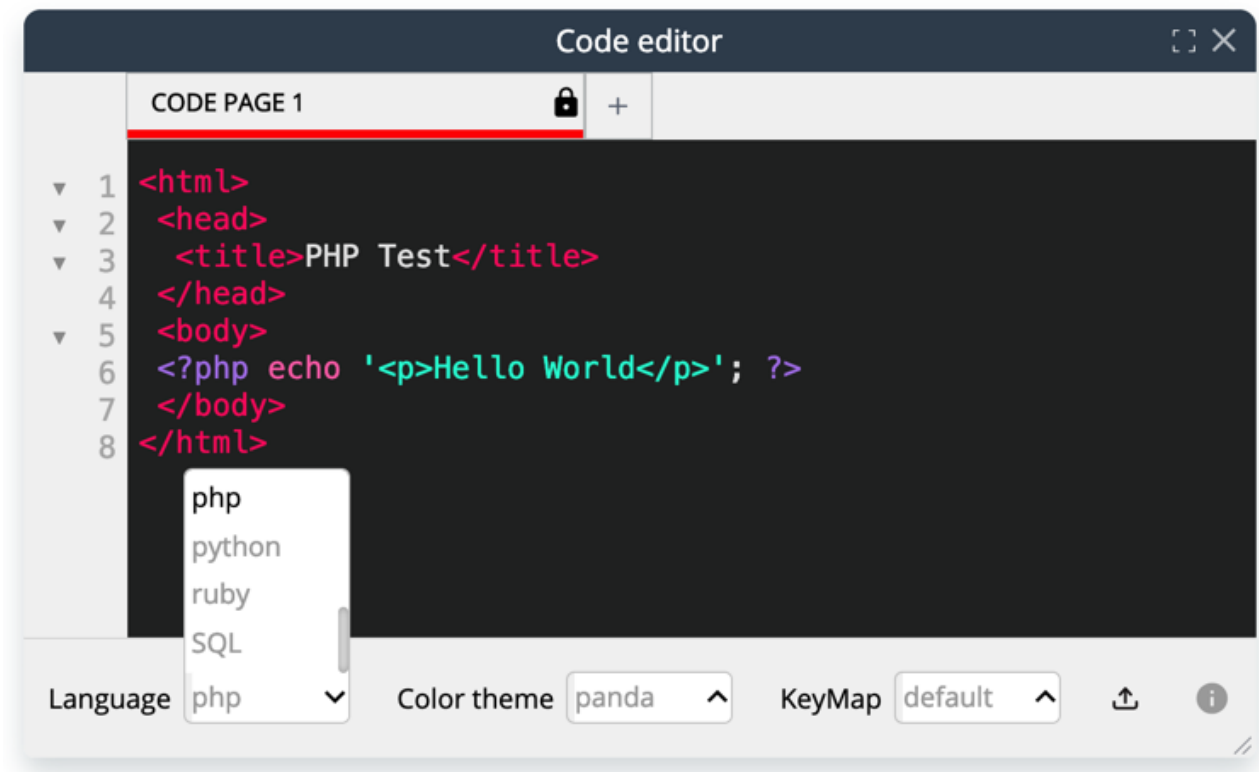 Code editor
CODE PAGE 1 +
1 <html>
2 <head>
3 <title>PHP Test</title>
4 </head>
5 <body>
6 <?php echo '<p>Hello World</p>'; ?>
7 </body>
8 </html>
php
python
ruby
SQL
Language php Color theme panda KeyMap default